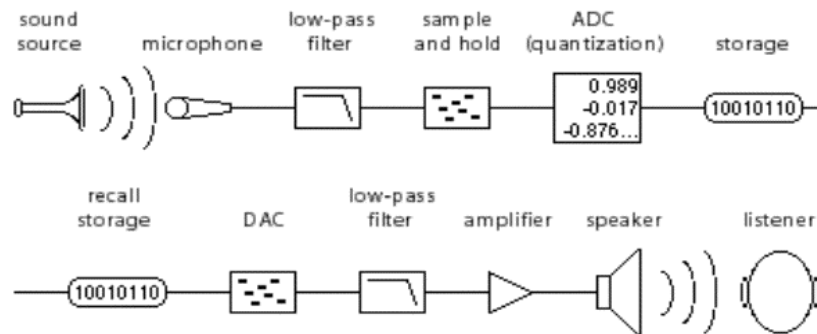 sound source
microphone
low-pass filter
sample and hold
ADC (quantization)
storage
0.989
-0.017
-0.876...
10010110
recall storage
DAC
low-pass filter
amplifier
speaker
listener
10010110